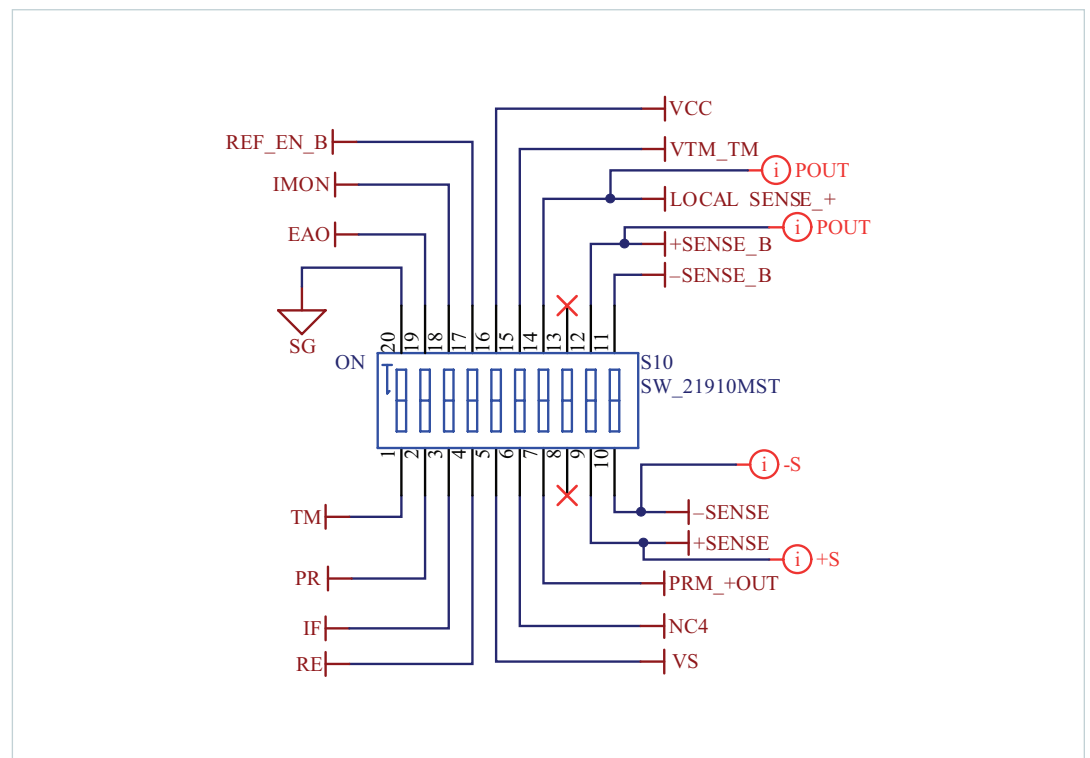 VCC
REF_EN_B
VTM_TM
i POUT
IMON
LOCAL SENSE_+
i POUT
EAO
+SENSE_B
–SENSE_B
SG
20 19 18 17 16 15 14 13 12 11
ON
S10
SW_21910MST
1 2 3 4 5 6 7 8 9 10
i -S
–SENSE
TM
+SENSE
i +S
PR
PRM_+OUT
NC4
IF
VS
RE